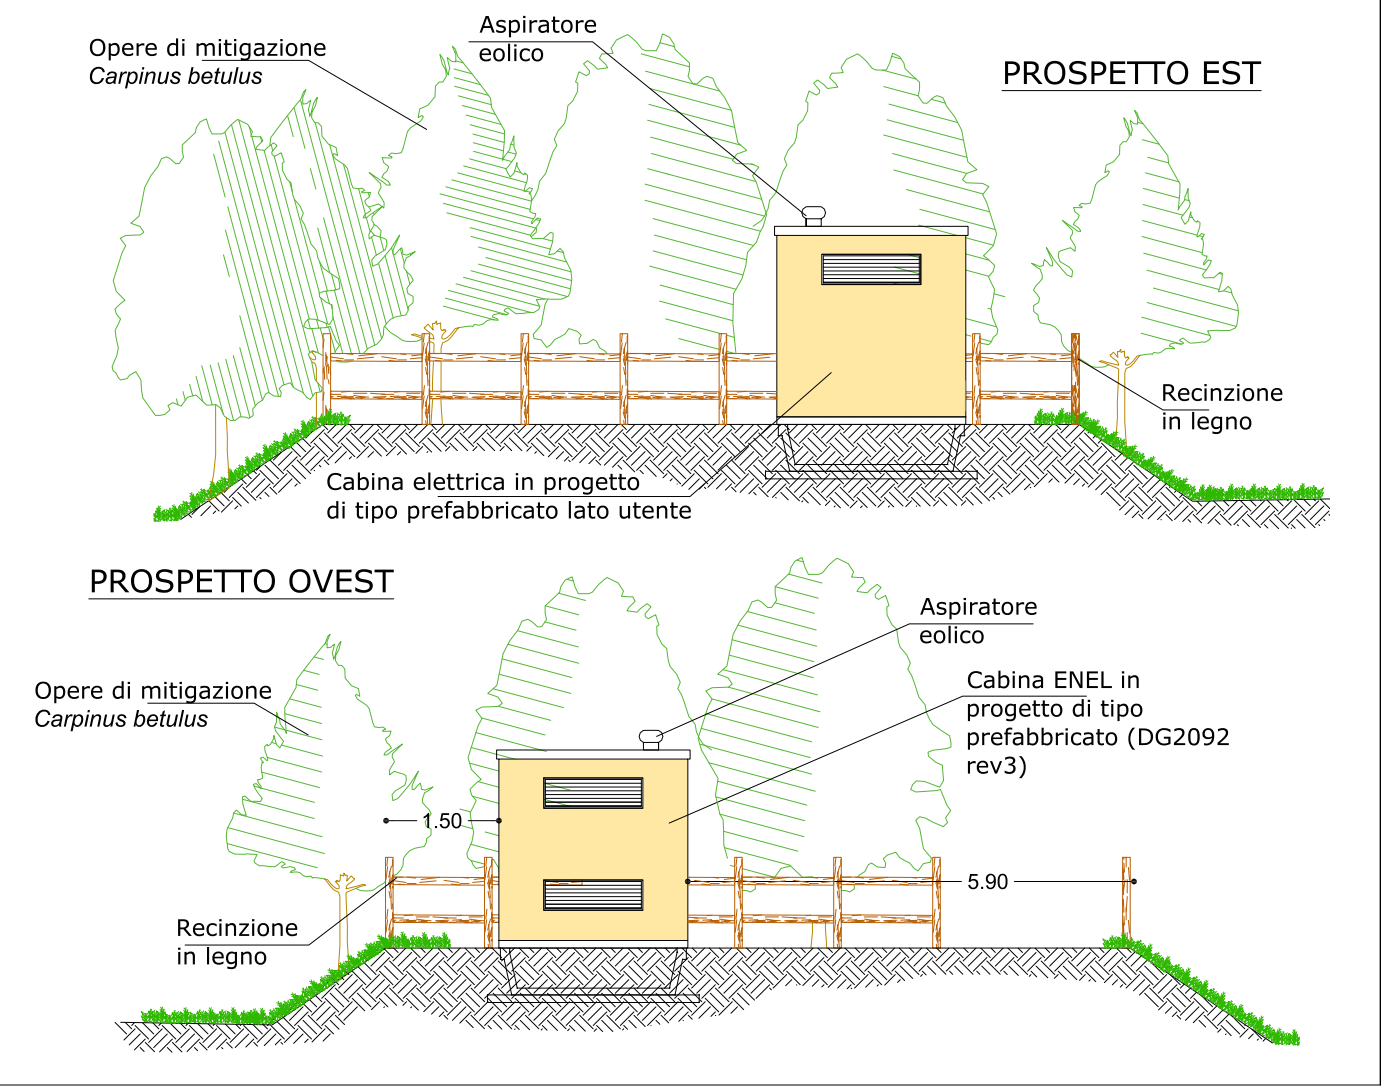 Aspiratore
eolico
Opere di mitigazione
Carpinus betulus
PROSPETTO EST
Recinzione
in legno
Cabina elettrica in progetto
di tipo prefabbricato lato utente
PROSPETTO OVEST
Aspiratore
eolico
Opere di mitigazione
Carpinus betulus
Cabina ENEL in
progetto di tipo
prefabbricato (DG2092
rev3)
1.50
5.90
Recinzione
in legno